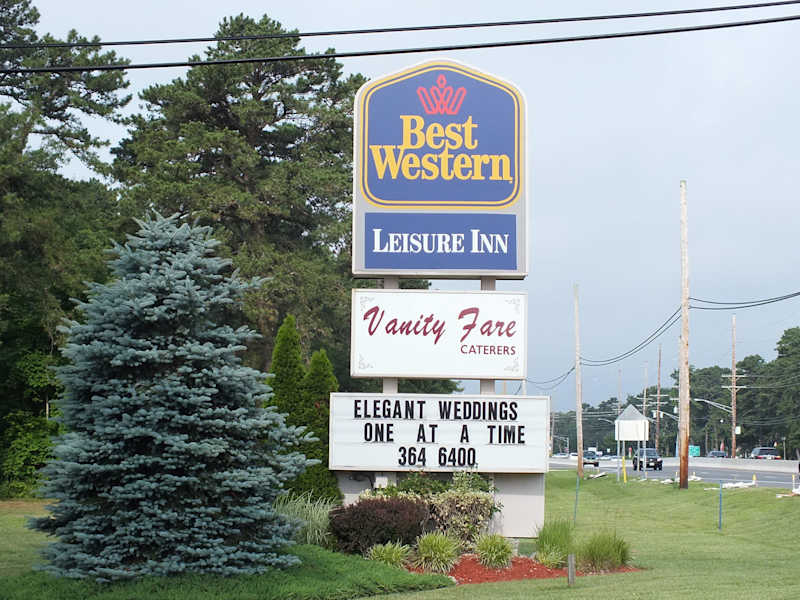 Best
Western
LEISURE INN
Vanity Fare
CATERERS
ELEGANT WEDDINGS
ONE AT A TIME
364 6400